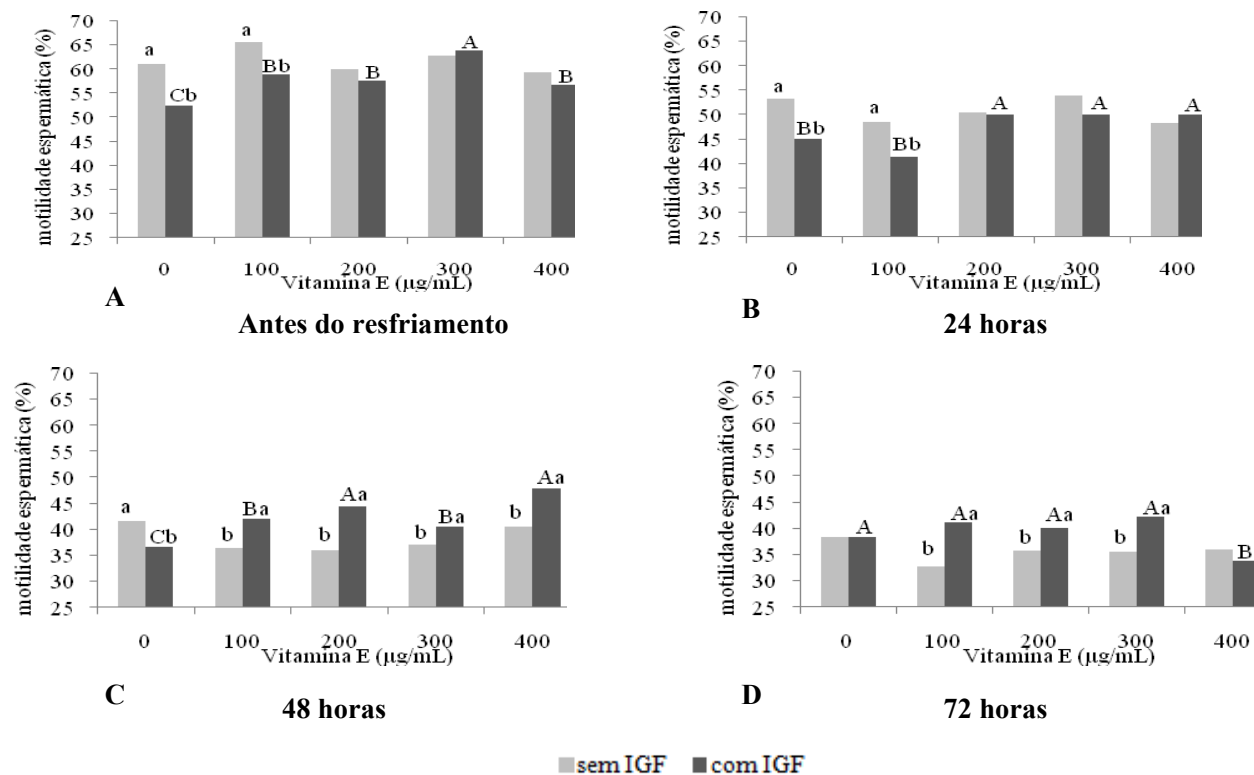 motilidade espermática (%)
70
65
60
55
50
45
40
35
30
25
a
Cb
a
Bb
B
A
B
0 100 200 300 400
Vitamina E (µg/mL)
A
Antes do resfriamento
motilidade espermática (%)
70
65
60
55
50
45
40
35
30
25
a
Bb
a
Bb
A
A
A
0 100 200 300 400
Vitamina E (µg/mL)
B
24 horas
motilidade espermática (%)
70
65
60
55
50
45
40
35
30
25
a
Cb
b
Ba
b
Aa
b
Ba
b
Aa
0 100 200 300 400
Vitamina E (µg/mL)
C
48 horas
motilidade espermática (%)
70
65
60
55
50
45
40
35
30
25
A
b
Aa
b
Aa
b
Aa
B
0 100 200 300 400
Vitamina E (µg/mL)
D
72 horas
sem IGF com IGF